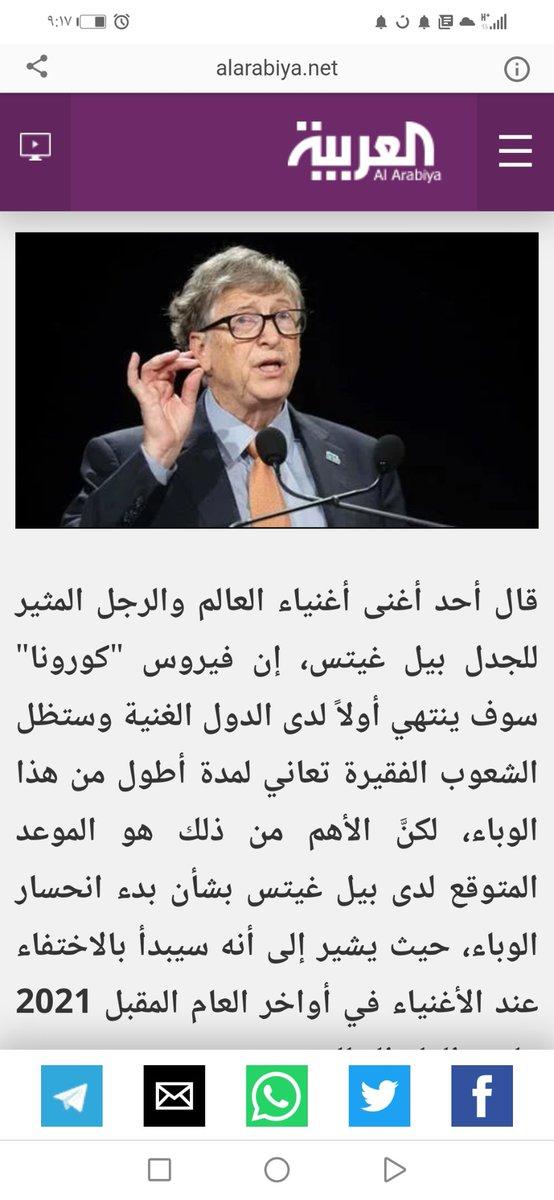 ٩:١٧
H+
alarabiya.net
العربية
Al Arabiya
قال أحد أغنى أغنياء العالم والرجل المثير
للجدل بيل غيتس، إن فيروس "كورونا"
سوف ينتهي أولاً لدى الدول الغنية وستظل
الشعوب الفقيرة تعاني لمدة أطول من هذا
الوباء، لكنَّ الأهم من ذلك هو الموعد
المتوقع لدى بيل غيتس بشأن بدء انحسار
الوباء، حيث يشير إلى أنه سيبدأ بالاختفاء
عند الأغنياء في أواخر العام المقبل 2021